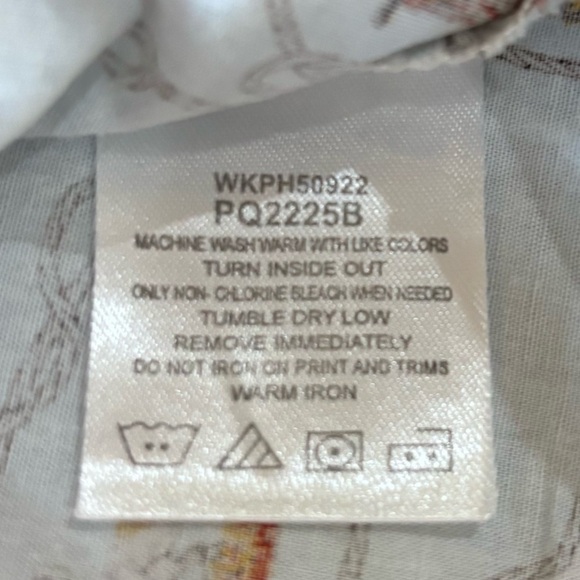 WKPH50922
PQ2225B
MACHINE WASH WARM WITH LIKE COLORS
TURN INSIDE OUT
ONLY NON- CHLORINE BLEACH WHEN NEEDED
TUMBLE DRY LOW
REMOVE IMMEDIATELY
DO NOT IRON ON PRINT AND TRIMS
WARM IRON